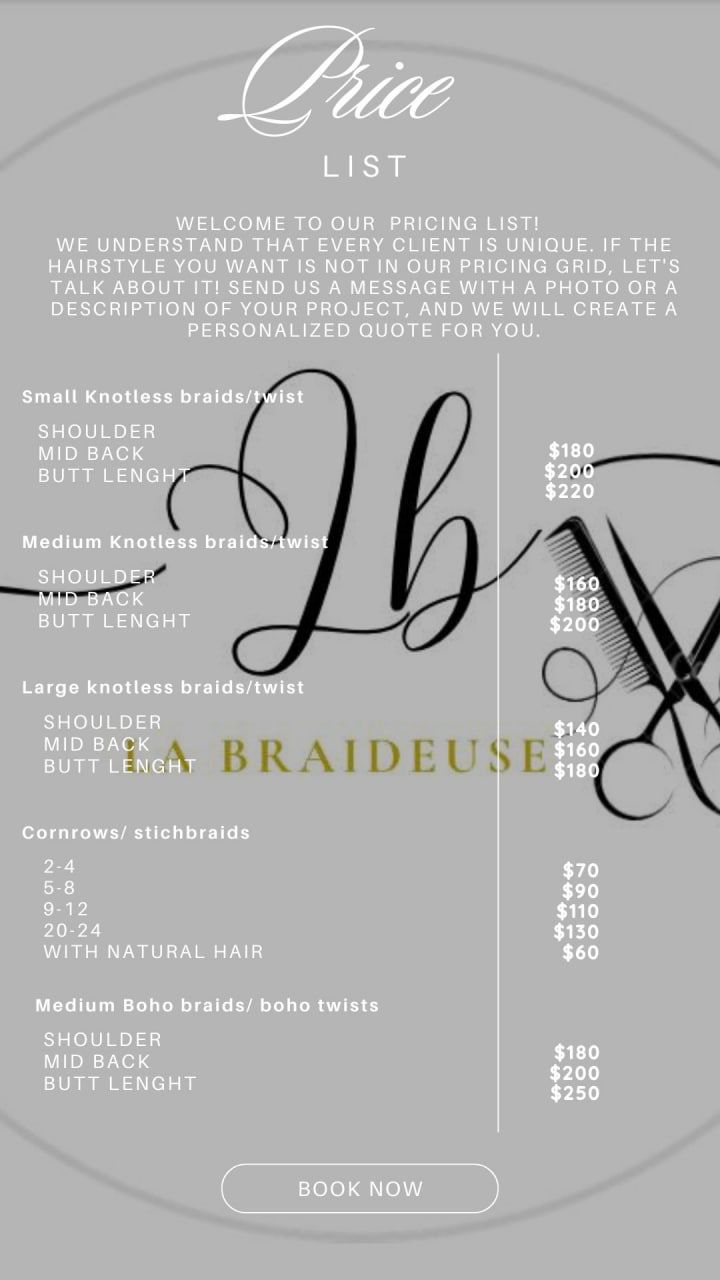 Price
LIST
WELCOME TO OUR PRICING LIST!
WE UNDERSTAND THAT EVERY CLIENT IS UNIQUE. IF THE
HAIRSTYLE YOU WANT IS NOT IN OUR PRICING GRID, LET'S
TALK ABOUT IT! SEND US A MESSAGE WITH A PHOTO OR A
DESCRIPTION OF YOUR PROJECT, AND WE WILL CREATE A
PERSONALIZED QUOTE FOR YOU.
Small Knotless braids/twist
SHOULDER $180
MID BACK $200
BUTT LENGHT $220
Lb
Medium Knotless braids/twist
SHOULDER $160
MID BACK $180
BUTT LENGHT $200
Large knotless braids/twist
SHOULDER $140
MID BACK $160
BUTT LENGHT $180
LA BRAIDEUSE
Cornrows/ stichbraids
2-4 $70
5-8 $90
9-12 $110
20-24 $130
WITH NATURAL HAIR $60
Medium Boho braids/ boho twists
SHOULDER $180
MID BACK $200
BUTT LENGHT $250
BOOK NOW